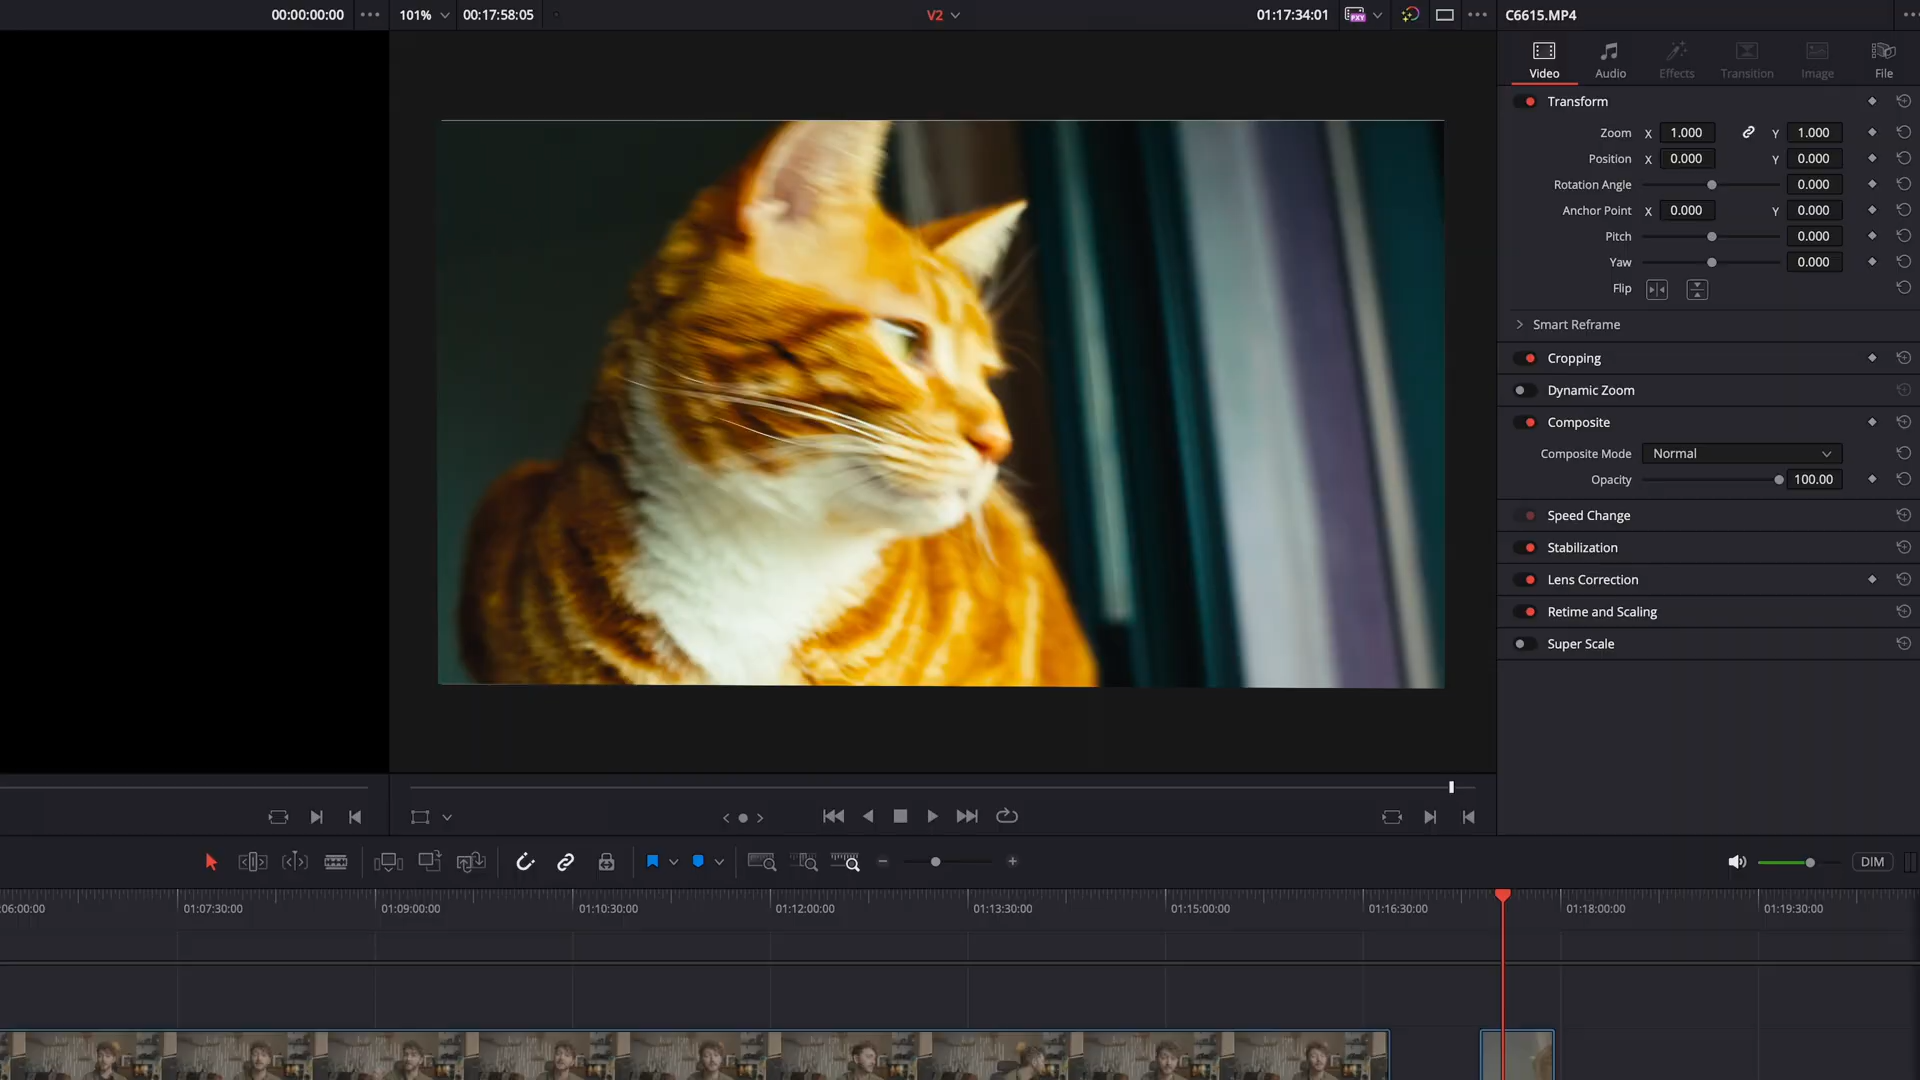 00:00:00:00
101%
00:17:58:05
V2
01:17:34:01
PXY
C6615.MP4
Video
Audio
Effects
Transition
Image
File
Transform
Zoom X 1.000 Y 1.000
Position X 0.000 Y 0.000
Rotation Angle 0.000
Anchor Point X 0.000 Y 0.000
Pitch 0.000
Yaw 0.000
Flip
Smart Reframe
Cropping
Dynamic Zoom
Composite
Composite Mode Normal
Opacity 100.00
Speed Change
Stabilization
Lens Correction
Retime and Scaling
Super Scale
DIM
:06:00:00
01:07:30:00
01:09:00:00
01:10:30:00
01:12:00:00
01:13:30:00
01:15:00:00
01:16:30:00
01:18:00:00
01:19:30:00